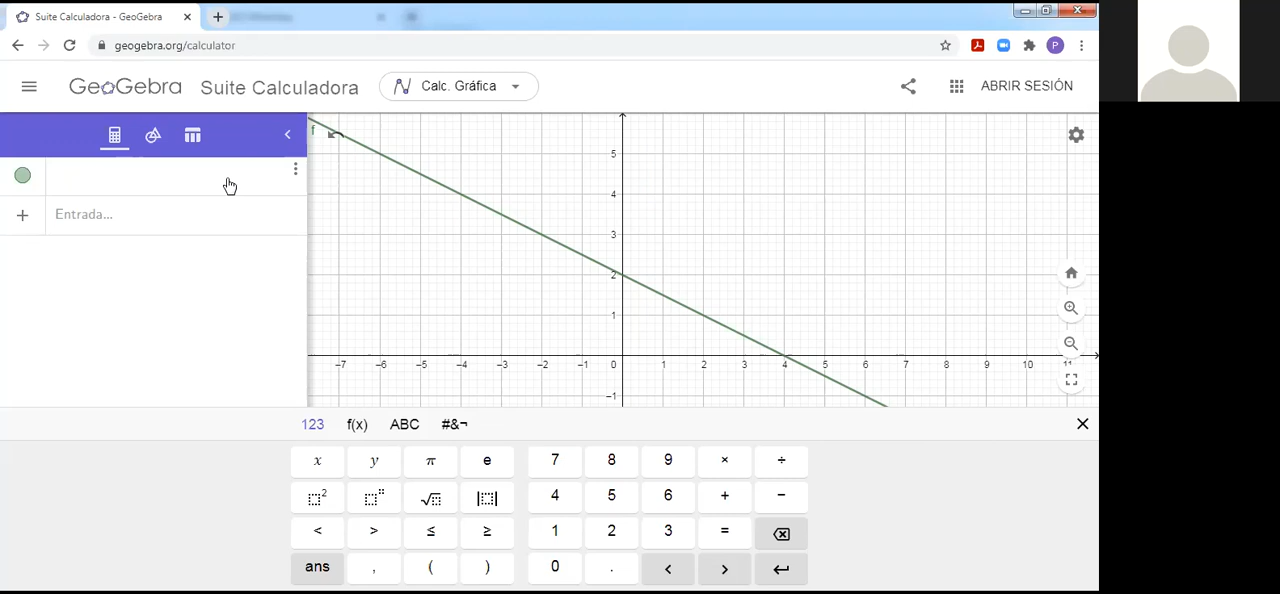 Suite Calculadora - GeoGebra
geogebra.org/calculator
P
GeoGebra Suite Calculadora Calc. Gráfica ABRIR SESIÓN
f
Entrada...
5
4
3
2
1
−7 −6 −5 −4 −3 −2 −1 0 1 2 3 4 5 6 7 8 9 10 11
−1
123 f(x) ABC #&¬
x y π e 7 8 9 × ÷
2 √ 4 5 6 + −
< > ≤ ≥ 1 2 3 =
ans , ( ) 0 . < >